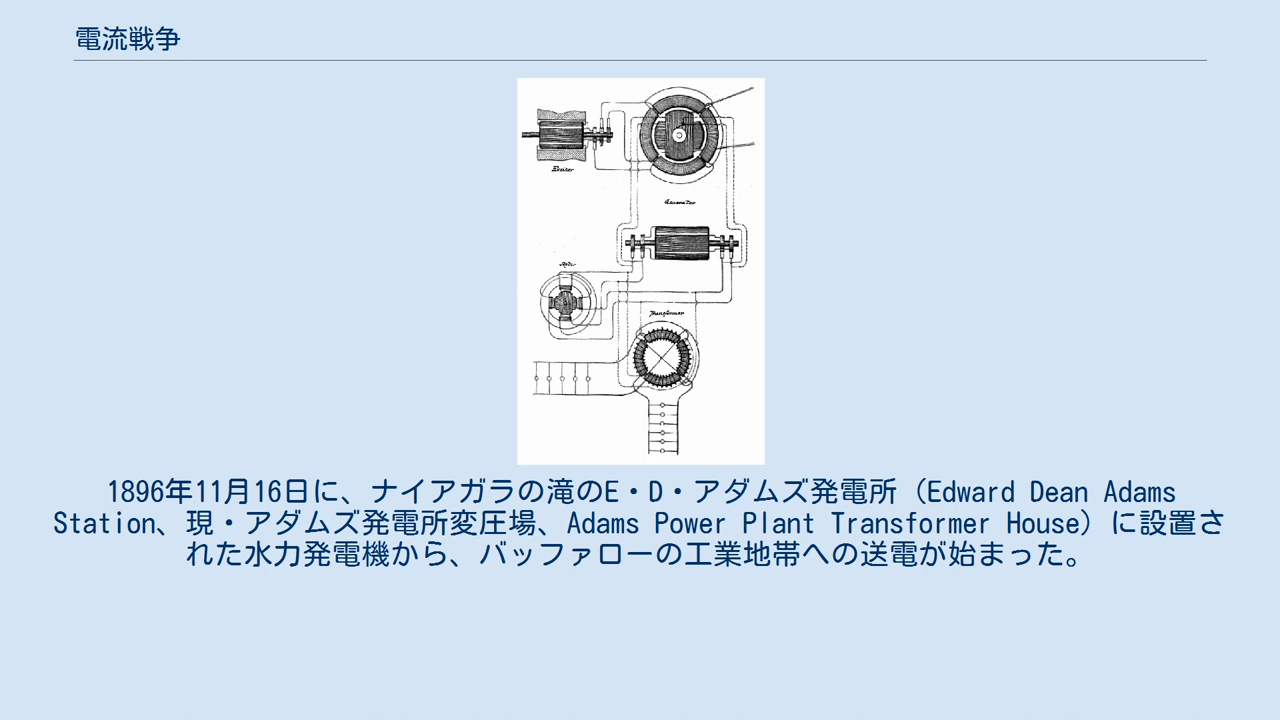 電流戦争
Exciter
Generator
Motor
Transformer
1896年11月16日に、ナイアガラの滝のE・D・アダムズ発電所（Edward Dean Adams
Station、現・アダムズ発電所変圧場、Adams Power Plant Transformer House）に設置さ
れた水力発電機から、バッファローの工業地帯への送電が始まった。